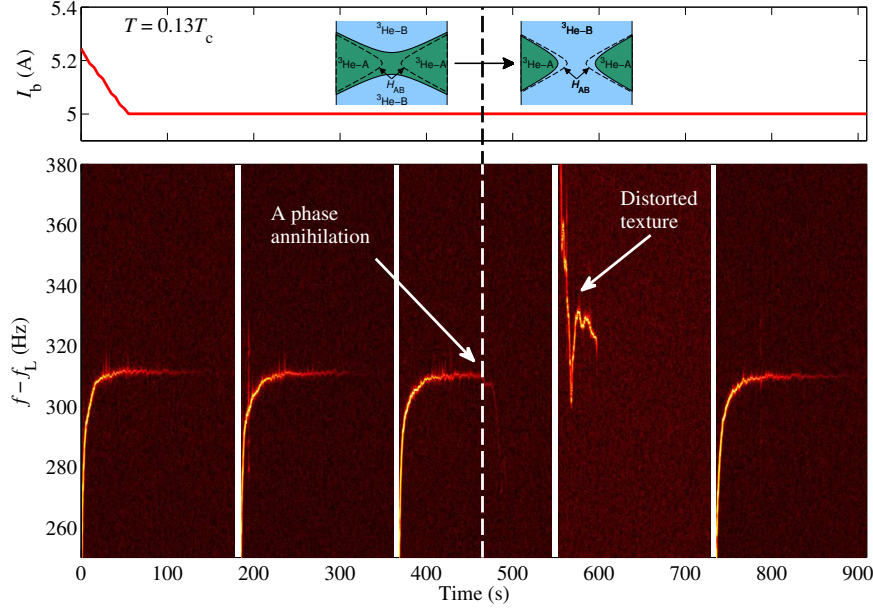 T = 0.13Tc
I_b (A)
5.4
5.2
5
³He−B
³He−A
³He−A
H_AB
³He−B
³He−B
³He-A
³He-A
H_AB
A phase
annihilation
Distorted
texture
f − f_L (Hz)
380
360
340
320
300
280
260
0 100 200 300 400 500 600 700 800 900
Time (s)